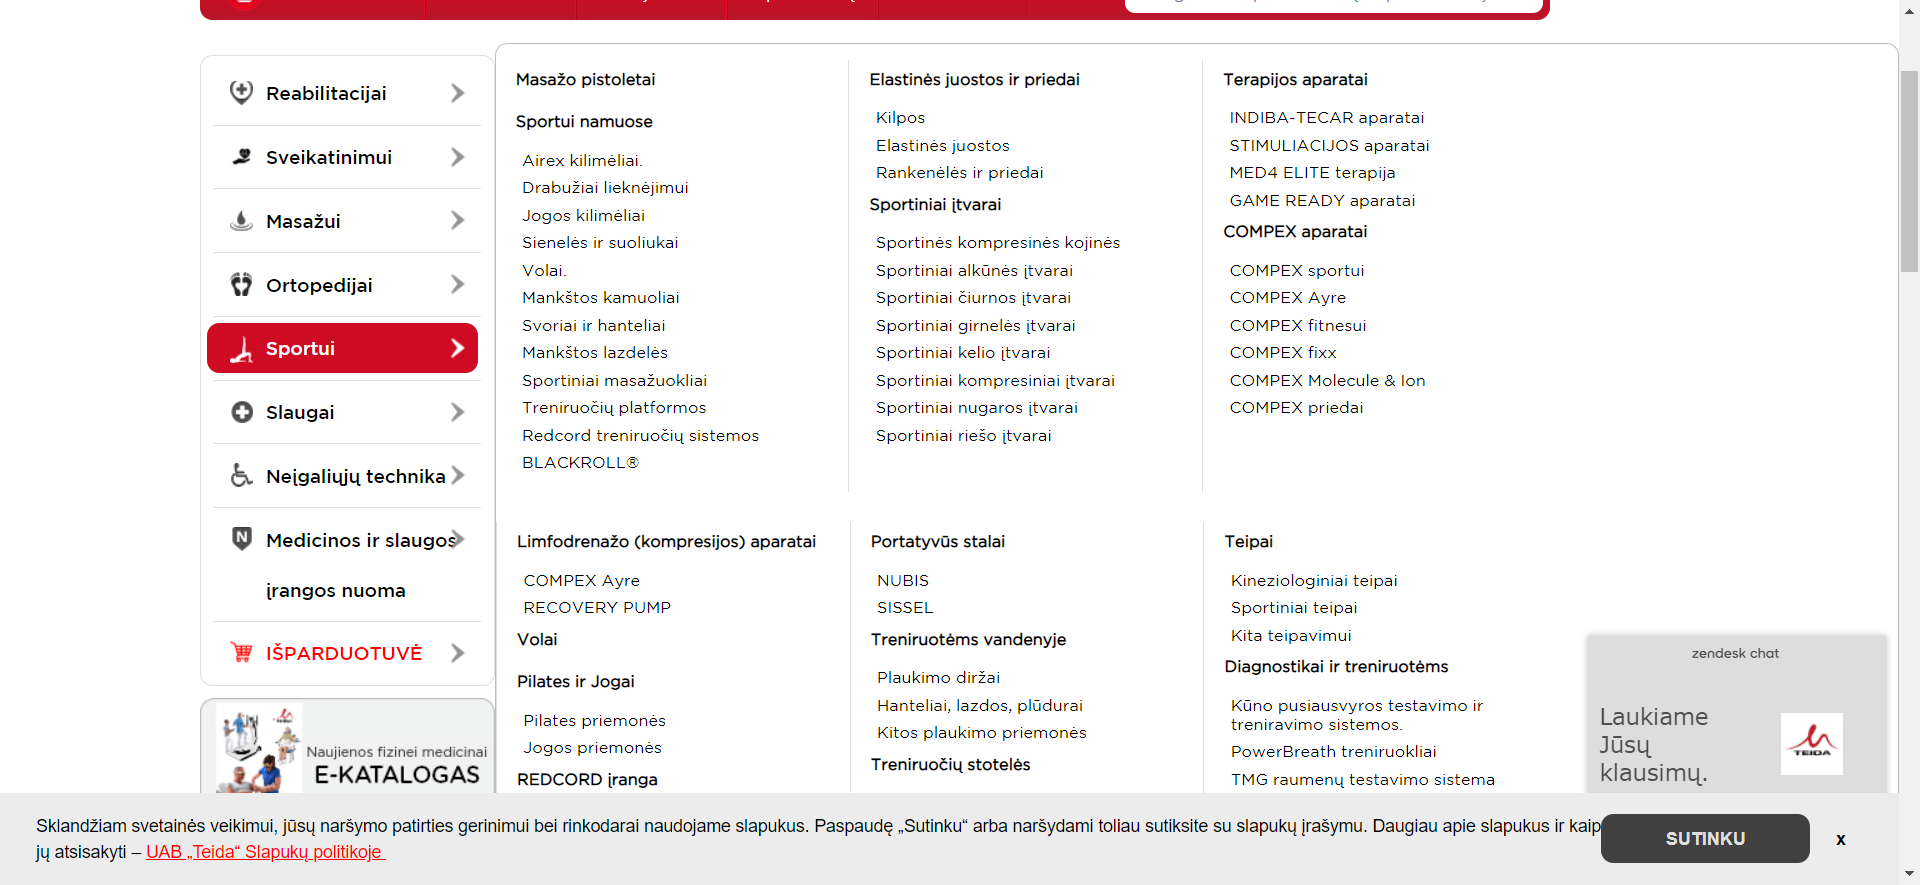 Reabilitacijai
Sveikatinimui
Masažui
Ortopedijai
Sportui
Slaugai
Neįgaliųjų technika
Medicinos ir slaugos
įrangos nuoma
IŠPARDUOTUVĖ
Naujienos fizinei medicinai
E-KATALOGAS
Masažo pistoletai
Sportui namuose
Airex kilimėliai.
Drabužiai lieknėjimui
Jogos kilimėliai
Sienelės ir suoliukai
Volai.
Mankštos kamuoliai
Svoriai ir hanteliai
Mankštos lazdelės
Sportiniai masažuokliai
Treniruočių platformos
Redcord treniruočių sistemos
BLACKROLL®
Elastinės juostos ir priedai
Kilpos
Elastinės juostos
Rankenėlės ir priedai
Sportiniai įtvarai
Sportinės kompresinės kojinės
Sportiniai alkūnės įtvarai
Sportiniai čiurnos įtvarai
Sportiniai girnelės įtvarai
Sportiniai kelio įtvarai
Sportiniai kompresiniai įtvarai
Sportiniai nugaros įtvarai
Sportiniai riešo įtvarai
Terapijos aparatai
INDIBA-TECAR aparatai
STIMULIACIJOS aparatai
MED4 ELITE terapija
GAME READY aparatai
COMPEX aparatai
COMPEX sportui
COMPEX Ayre
COMPEX fitnesui
COMPEX fixx
COMPEX Molecule & Ion
COMPEX priedai
Limfodrenažo (kompresijos) aparatai
COMPEX Ayre
RECOVERY PUMP
Volai
Pilates ir Jogai
Pilates priemonės
Jogos priemonės
REDCORD įranga
Portatyvūs stalai
NUBIS
SISSEL
Treniruotėms vandenyje
Plaukimo diržai
Hanteliai, lazdos, plūdurai
Kitos plaukimo priemonės
Treniruočių stotelės
Teipai
Kineziologiniai teipai
Sportiniai teipai
Kita teipavimui
Diagnostikai ir treniruotėms
Kūno pusiausvyros testavimo ir
treniravimo sistemos.
PowerBreath treniruokliai
TMG raumenų testavimo sistema
zendesk chat
Laukiame
Jūsų
klausimų.
TEIDA
Sklandžiam svetainės veikimui, jūsų naršymo patirties gerinimui bei rinkodarai naudojame slapukus. Paspaudę „Sutinku“ arba naršydami toliau sutiksite su slapukų įrašymu. Daugiau apie slapukus ir kaip
jų atsisakyti – UAB „Teida“ Slapukų politikoje
SUTINKU
x